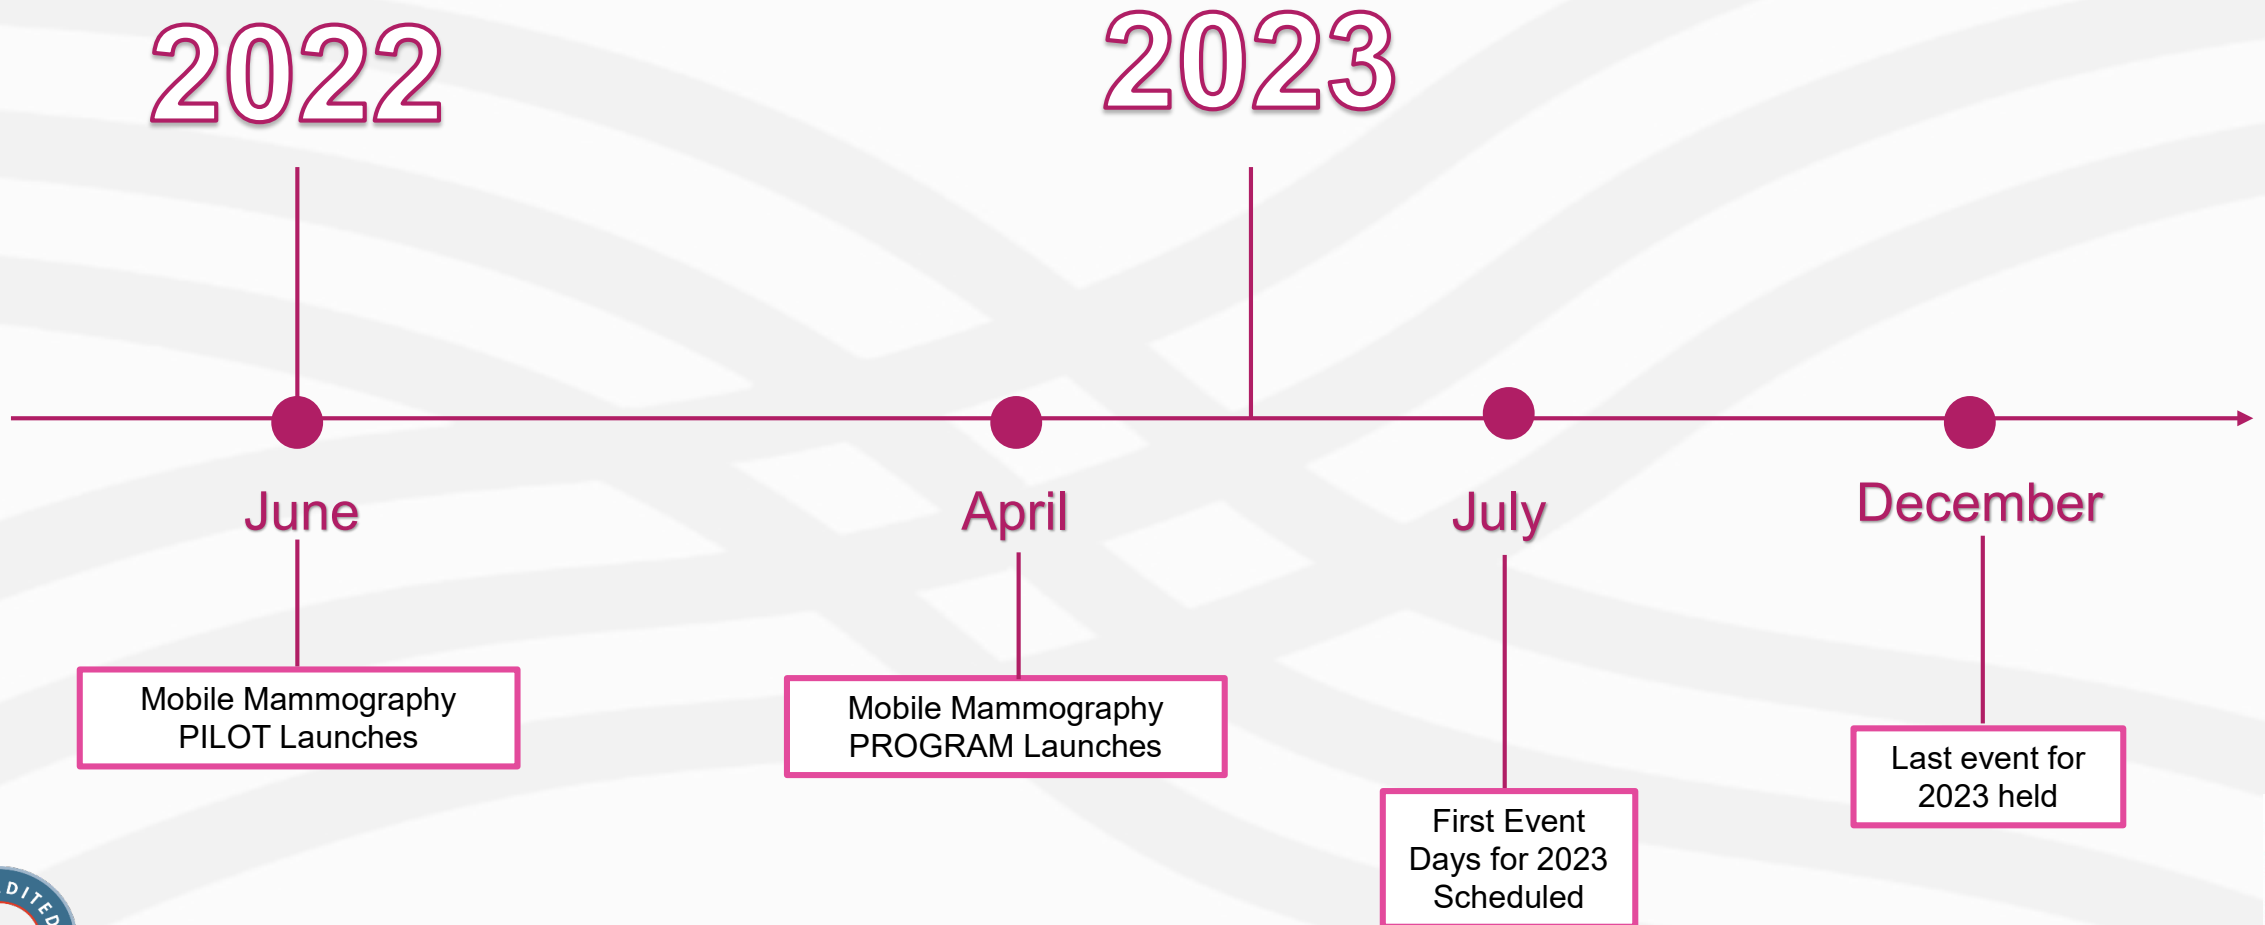 2022
2023
June
April
July
December
Mobile Mammography
PILOT Launches
Mobile Mammography
PROGRAM Launches
First Event
Days for 2023
Scheduled
Last event for
2023 held